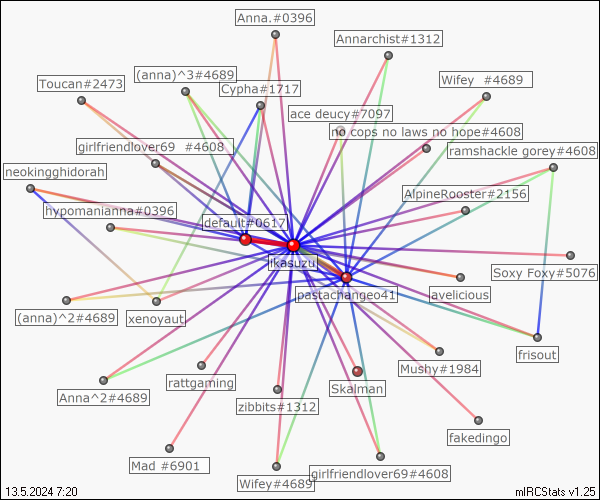 Anna.#0396
Annarchist#1312
(anna)^3#4689
Wifey  #4689
Toucan#2473
Cypha#1717
ace deucy#7097
no cops no laws no hope#4608
girlfriendlover69  #4608
ramshackle gorey#4608
neokingghidorah
AlpineRooster#2156
hypomanianna#0396
default#0617
ikasuzu
Soxy Foxy#5076
pastachangeo41
avelicious
(anna)^2#4689
xenoyaut
frisout
Mushy#1984
rattgaming
Skalman
Anna^2#4689
zibbits#1312
fakedingo
Mad #6901
girlfriendlover69#4608
Wifey#4689
13.5.2024 7:20
mIRCStats v1.25